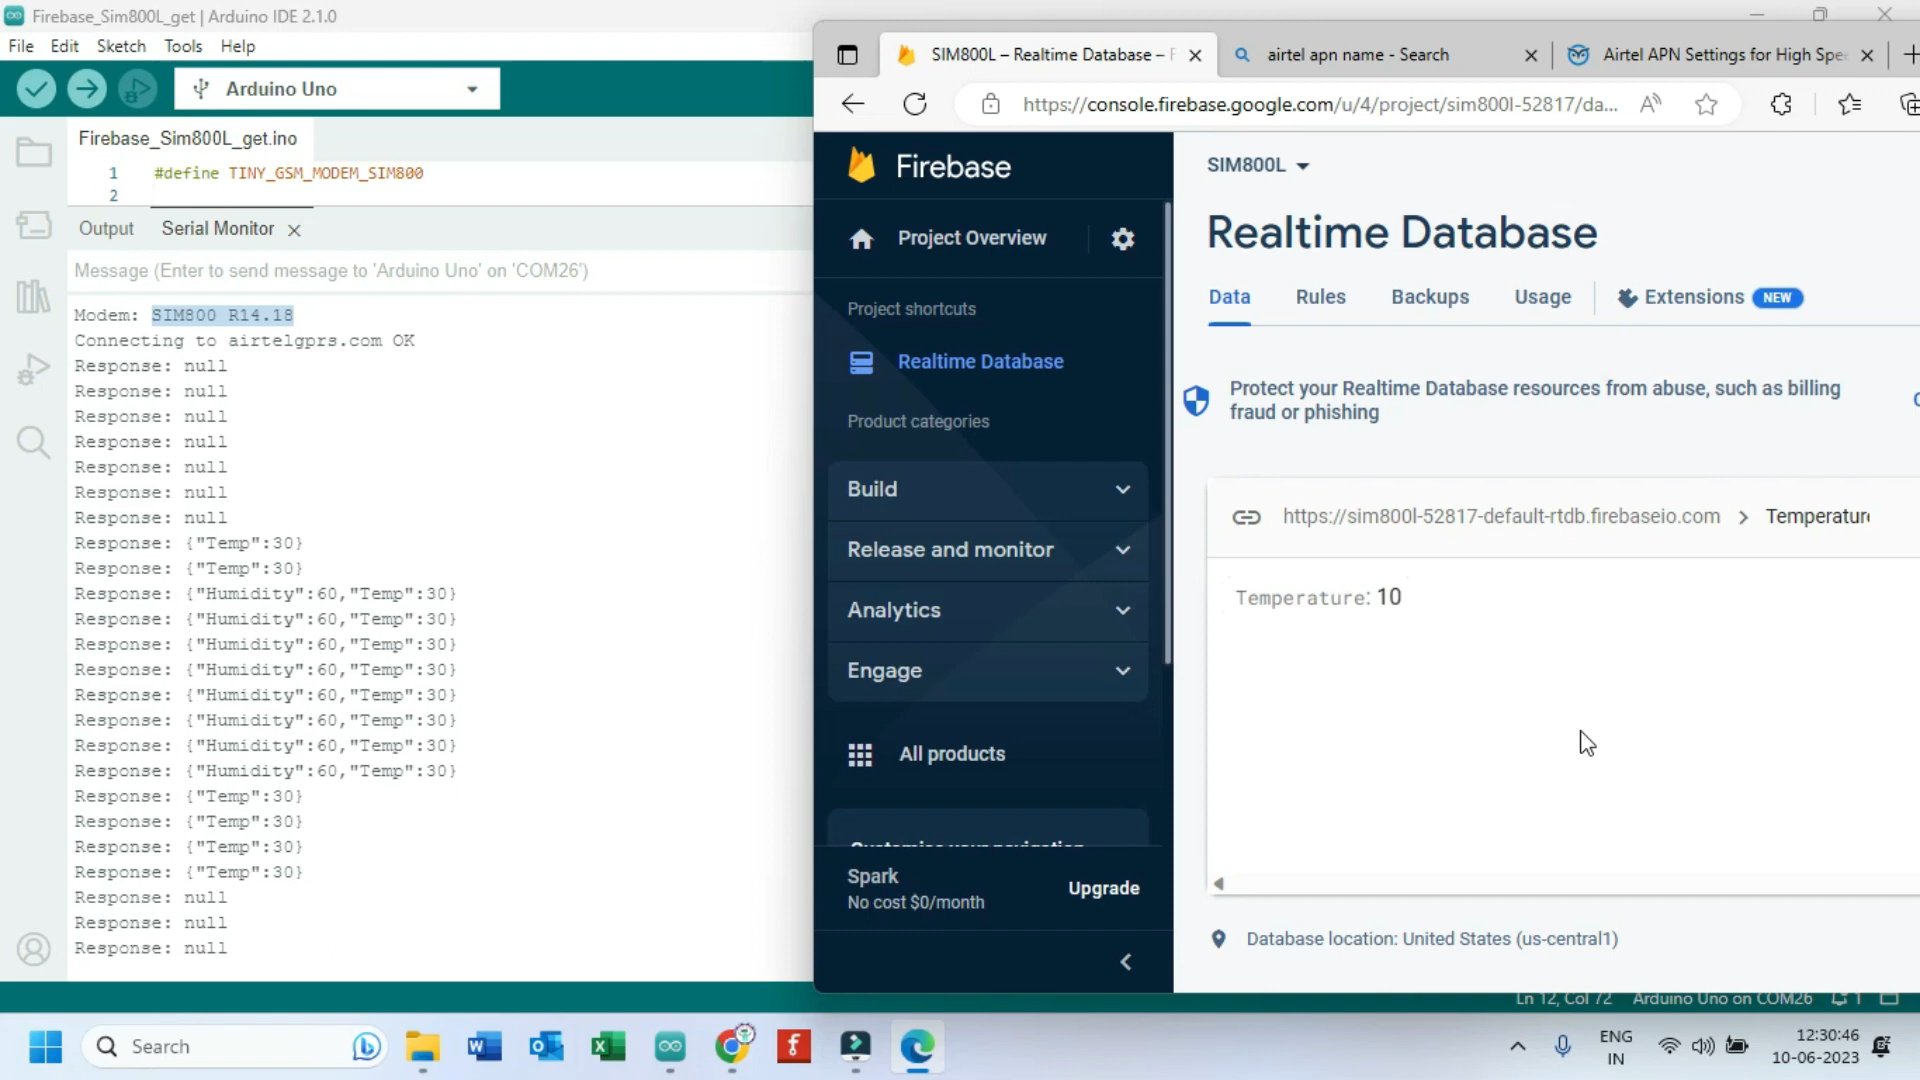 Firebase_Sim800L_get | Arduino IDE 2.1.0
File Edit Sketch Tools Help
Arduino Uno
Firebase_Sim800L_get.ino
1 #define TINY_GSM_MODEM_SIM800
2
Output Serial Monitor
Message (Enter to send message to 'Arduino Uno' on 'COM26')
Modem: SIM800 R14.18
Connecting to airtelgprs.com OK
Response: null
Response: null
Response: null
Response: null
Response: null
Response: null
Response: null
Response: {"Temp":30}
Response: {"Temp":30}
Response: {"Humidity":60,"Temp":30}
Response: {"Humidity":60,"Temp":30}
Response: {"Humidity":60,"Temp":30}
Response: {"Humidity":60,"Temp":30}
Response: {"Humidity":60,"Temp":30}
Response: {"Humidity":60,"Temp":30}
Response: {"Humidity":60,"Temp":30}
Response: {"Humidity":60,"Temp":30}
Response: {"Temp":30}
Response: {"Temp":30}
Response: {"Temp":30}
Response: {"Temp":30}
Response: null
Response: null
Response: null
SIM800L – Realtime Database – F
airtel apn name - Search
Airtel APN Settings for High Spe
https://console.firebase.google.com/u/4/project/sim800l-52817/da...
Firebase
Project Overview
Project shortcuts
Realtime Database
Product categories
Build
Release and monitor
Analytics
Engage
All products
Customise your navigation
Spark
No cost $0/month
Upgrade
SIM800L
Realtime Database
Data Rules Backups Usage Extensions NEW
Protect your Realtime Database resources from abuse, such as billing
fraud or phishing
https://sim800l-52817-default-rtdb.firebaseio.com > Temperature
Temperature: 10
Database location: United States (us-central1)
Ln 12, Col 72 Arduino Uno on COM26 1
Search
ENG
IN
12:30:46
10-06-2023